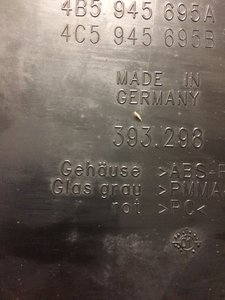 4B5 945 695A
4C5 945 695B
MADE IN
GERMANY
393.298
Gehäuse >ABS+P
Glas grau >PMMA
rot >PC<